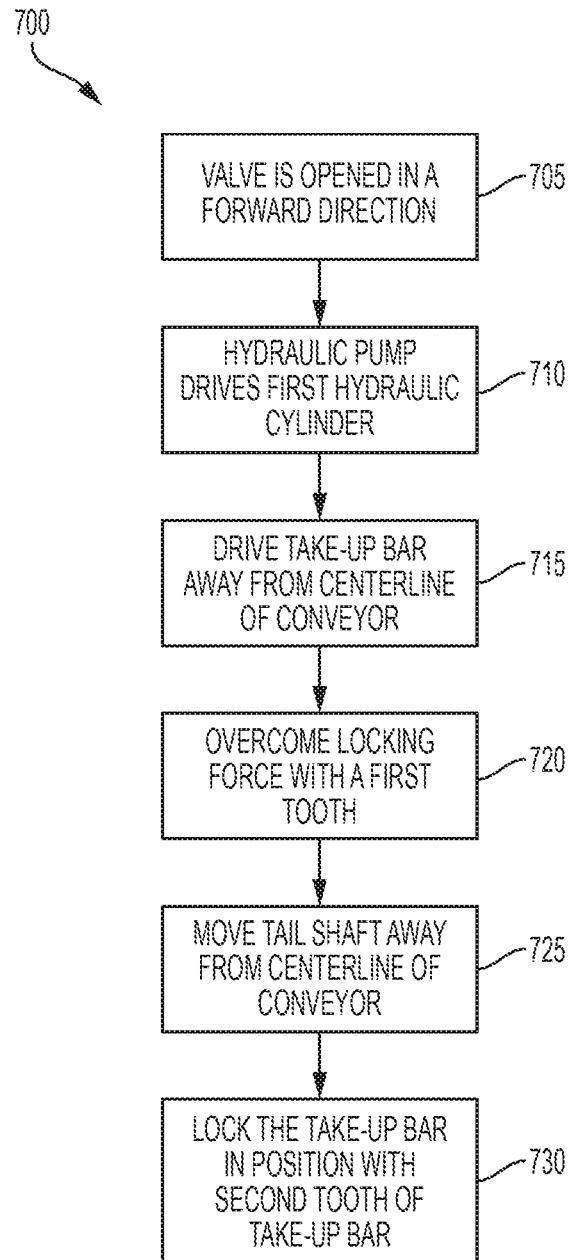 700
VALVE IS OPENED IN A
FORWARD DIRECTION
705
HYDRAULIC PUMP
DRIVES FIRST HYDRAULIC
CYLINDER
710
DRIVE TAKE-UP BAR
AWAY FROM CENTERLINE
OF CONVEYOR
715
OVERCOME LOCKING
FORCE WITH A FIRST
TOOTH
720
MOVE TAIL SHAFT AWAY
FROM CENTERLINE OF
CONVEYOR
725
LOCK THE TAKE-UP BAR
IN POSITION WITH
SECOND TOOTH OF
TAKE-UP BAR
730